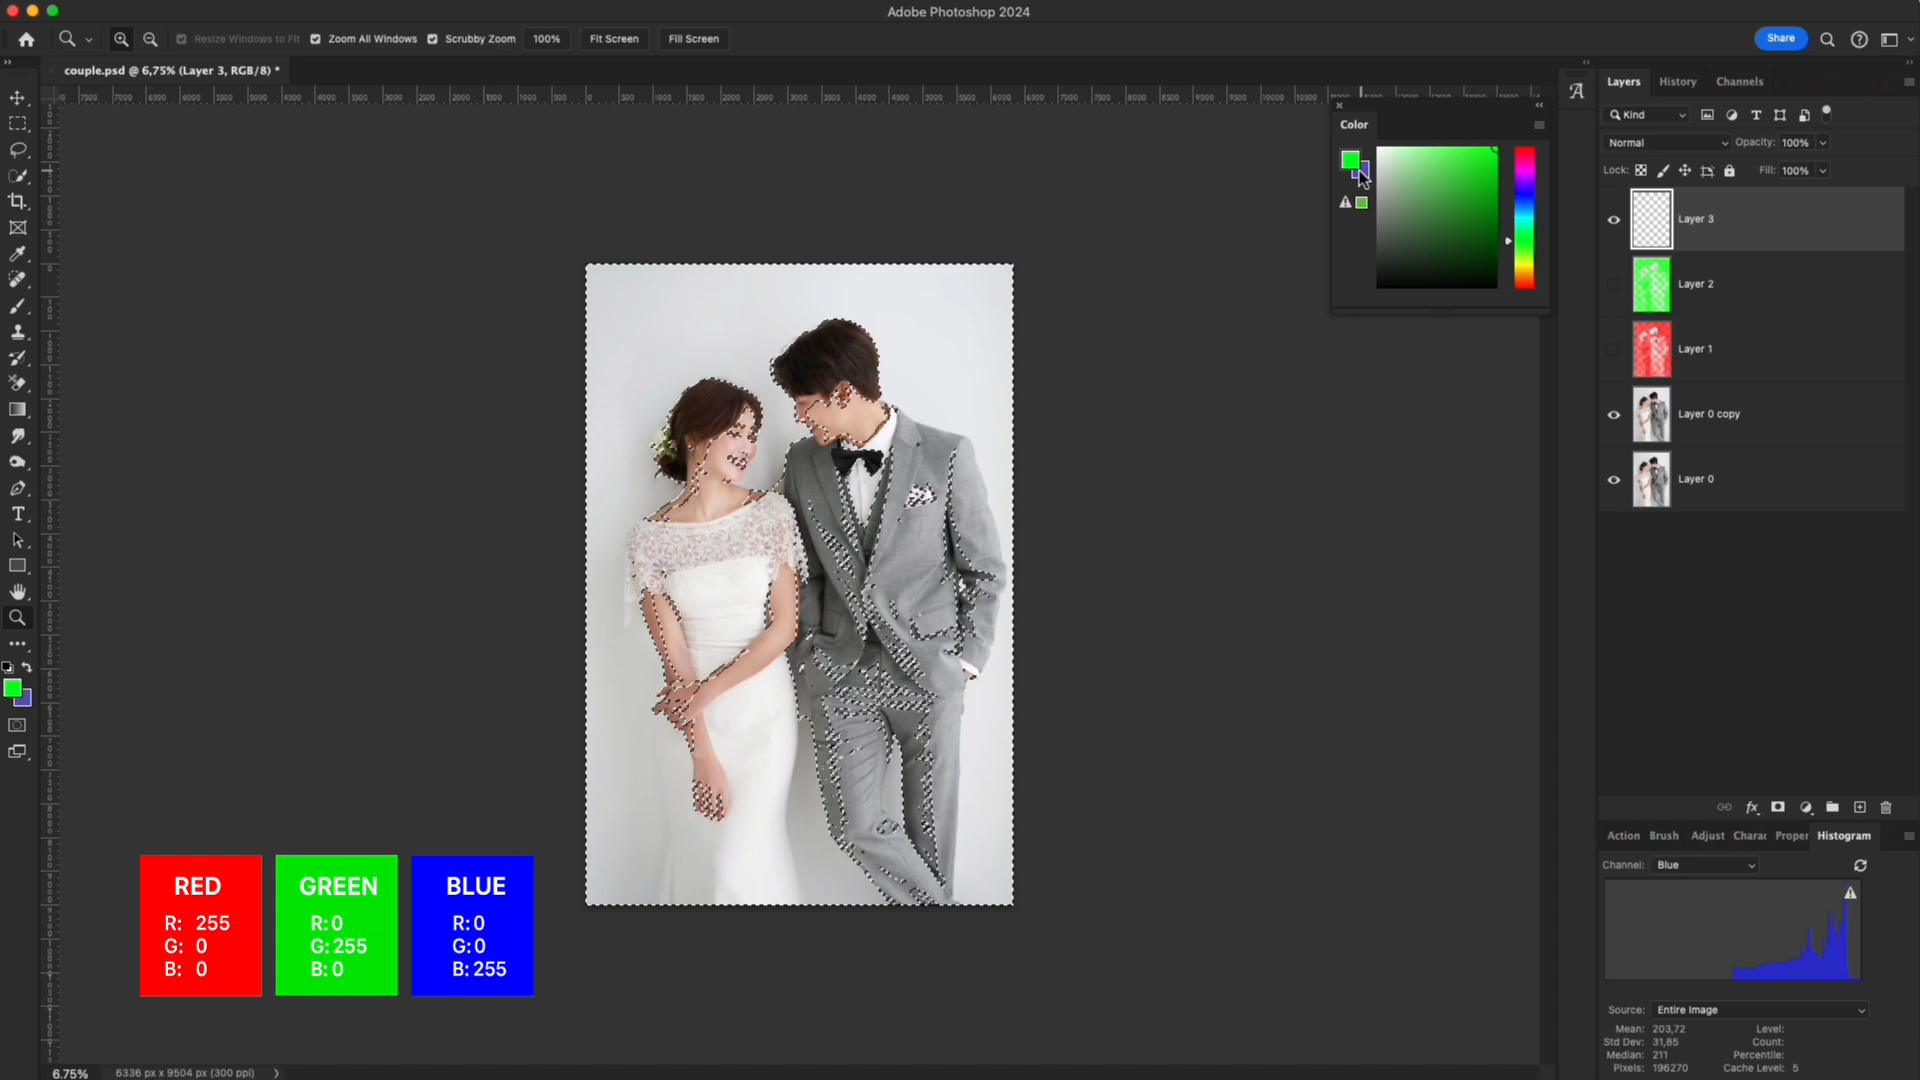 Adobe Photoshop 2024
Resize Windows to Fit
Zoom All Windows
Scrubby Zoom
100%
Fit Screen
Fill Screen
Share
couple.psd @ 6,75% (Layer 3, RGB/8) *
Color
Layers
History
Channels
Kind
Normal
Opacity: 100%
Lock:
Fill: 100%
Layer 3
Layer 2
Layer 1
Layer 0 copy
Layer 0
Action
Brush
Adjust
Charac
Proper
Histogram
Channel: Blue
Source: Entire Image
Mean: 203,72
Level:
Std Dev: 31,85
Count:
Median: 211
Percentile:
Pixels: 196270
Cache Level: 5
RED
R: 255
G: 0
B: 0
GREEN
R: 0
G: 255
B: 0
BLUE
R: 0
G: 0
B: 255
6.75%
6336 px x 9504 px (300 ppi)